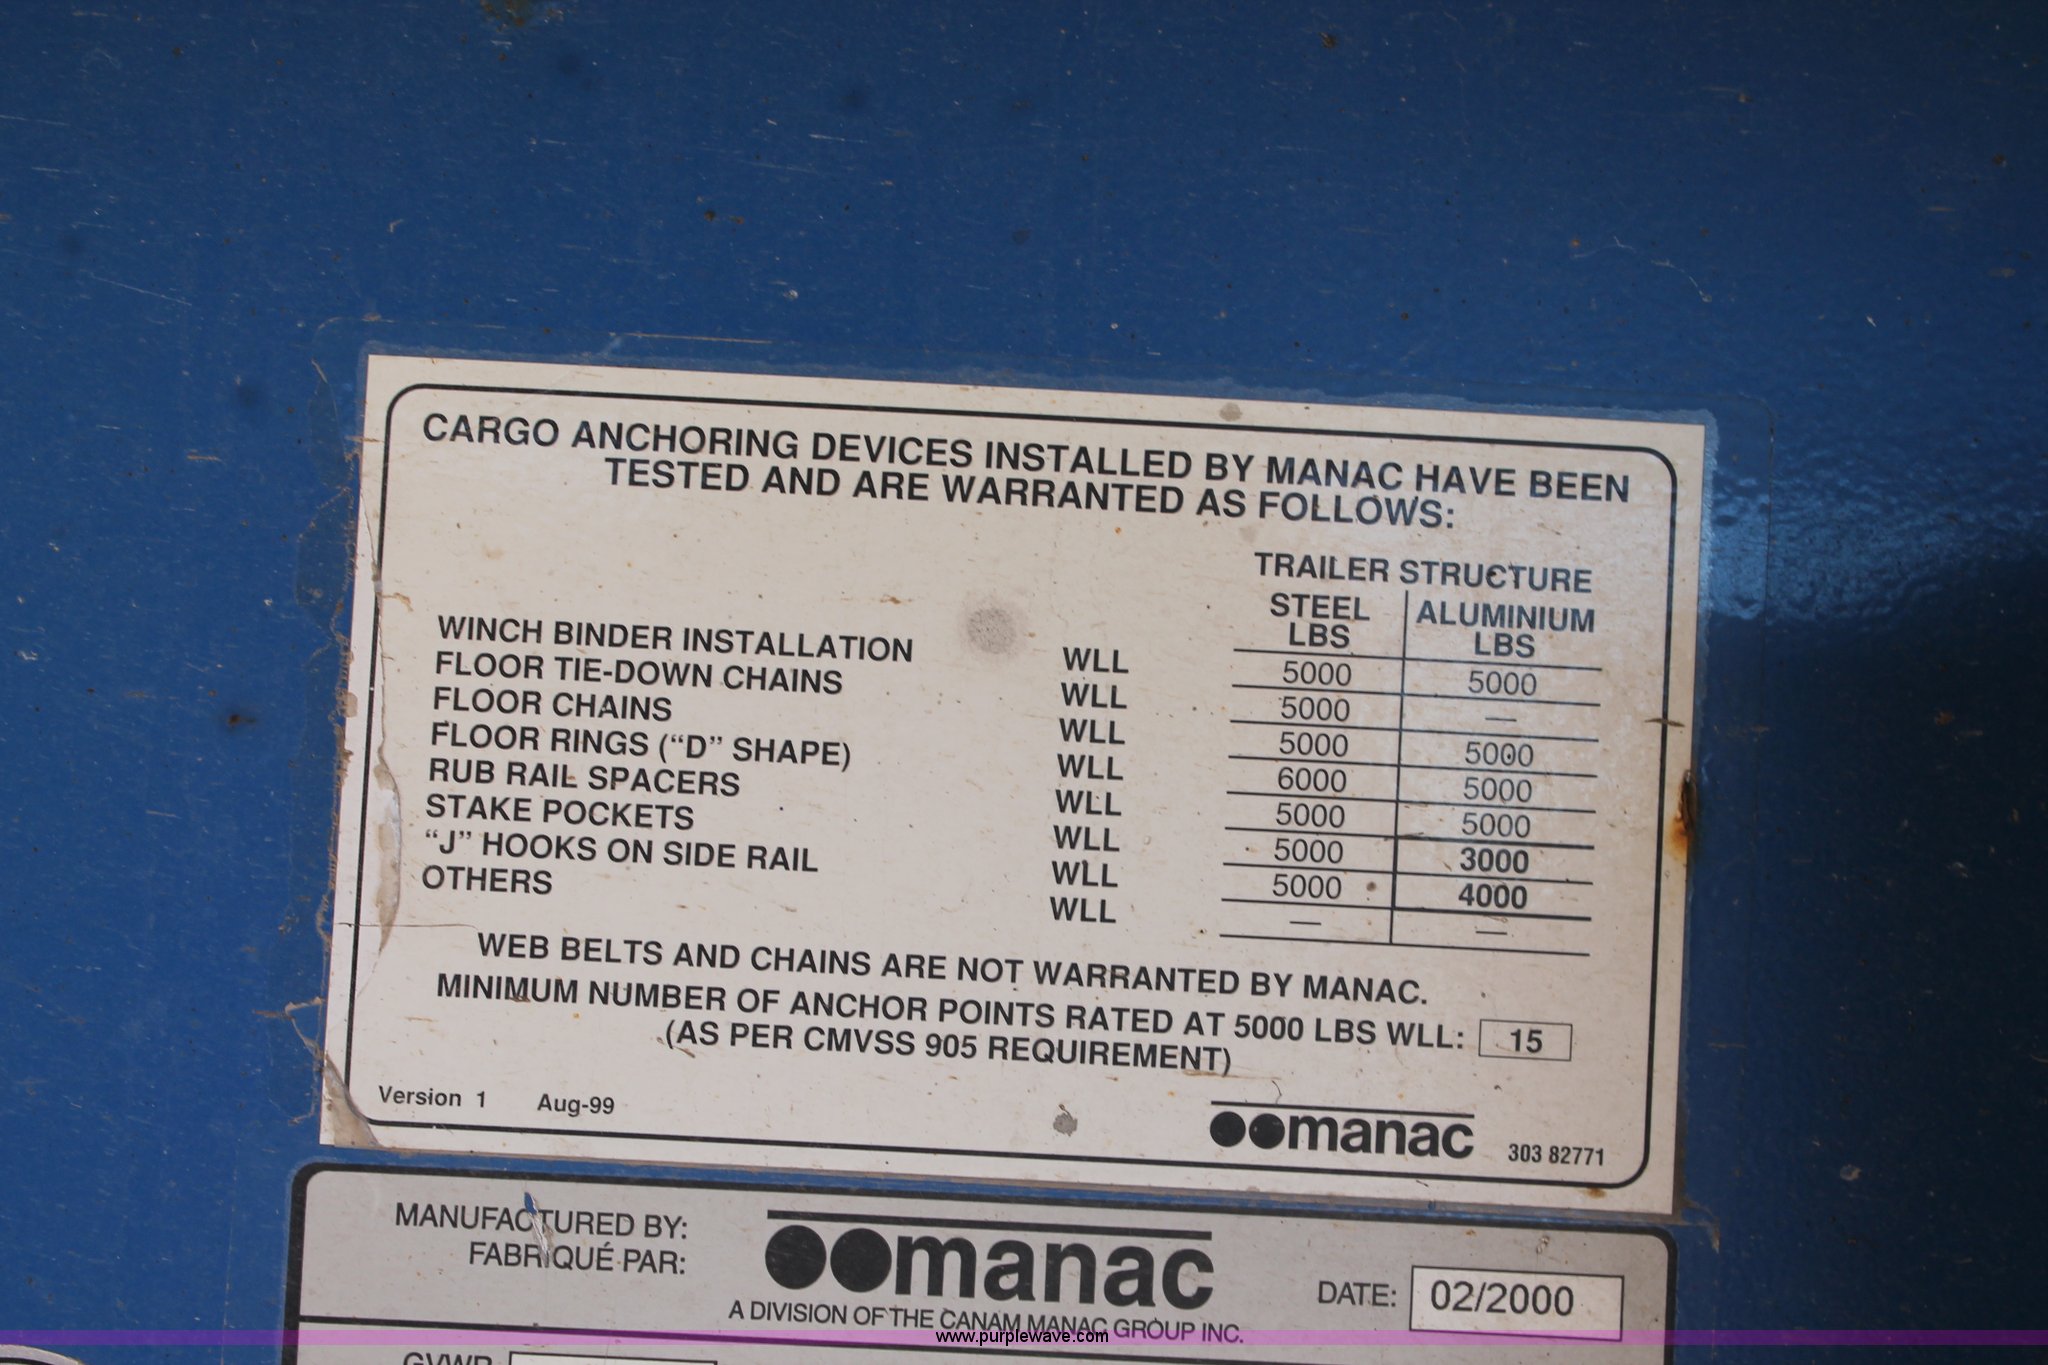 CARGO ANCHORING DEVICES INSTALLED BY MANAC HAVE BEEN
TESTED AND ARE WARRANTED AS FOLLOWS:
TRAILER STRUCTURE
STEEL LBS ALUMINIUM LBS
WINCH BINDER INSTALLATION WLL 5000 5000
FLOOR TIE-DOWN CHAINS WLL 5000 —
FLOOR CHAINS WLL 5000 5000
FLOOR RINGS (“D” SHAPE) WLL 6000 5000
RUB RAIL SPACERS WLL 5000 5000
STAKE POCKETS WLL 5000 3000
“J” HOOKS ON SIDE RAIL WLL 5000 4000
OTHERS WLL — —
WEB BELTS AND CHAINS ARE NOT WARRANTED BY MANAC.
MINIMUM NUMBER OF ANCHOR POINTS RATED AT 5000 LBS WLL: 15
(AS PER CMVSS 905 REQUIREMENT)
Version 1 Aug-99
manac 303 82771
MANUFACTURED BY:
FABRIQUÉ PAR:
manac
DATE: 02/2000
A DIVISION OF THE CANAM MANAC GROUP INC.
www.purplewave.com
GVWR